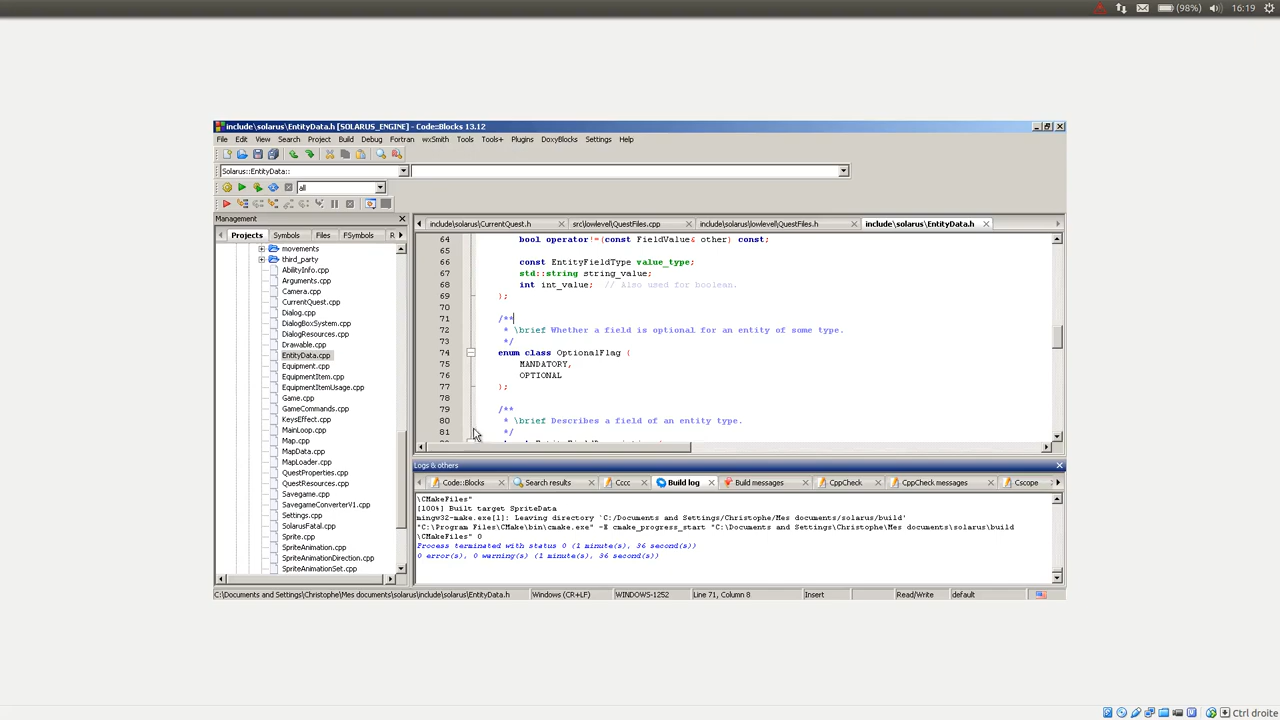 (98%)
16:19
include\solarus\EntityData.h [SOLARUS_ENGINE] - Code::Blocks 13.12
File Edit View Search Project Build Debug Fortran wxSmith Tools Tools+ Plugins DoxyBlocks Settings Help
Solarus::EntityData::
all
Management
Projects Symbols Files FSymbols R
movements
third_party
AbilityInfo.cpp
Arguments.cpp
Camera.cpp
CurrentQuest.cpp
Dialog.cpp
DialogBoxSystem.cpp
DialogResources.cpp
Drawable.cpp
EntityData.cpp
Equipment.cpp
EquipmentItem.cpp
EquipmentItemUsage.cpp
Game.cpp
GameCommands.cpp
KeysEffect.cpp
MainLoop.cpp
Map.cpp
MapData.cpp
MapLoader.cpp
QuestProperties.cpp
QuestResources.cpp
Savegame.cpp
SavegameConverterV1.cpp
Settings.cpp
SolarusFatal.cpp
Sprite.cpp
SpriteAnimation.cpp
SpriteAnimationDirection.cpp
SpriteAnimationSet.cpp
include\solarus\CurrentQuest.h src\lowlevel\QuestFiles.cpp include\solarus\lowlevel\QuestFiles.h include\solarus\EntityData.h
64 bool operator!=(const FieldValue& other) const;
65
66 const EntityFieldType value_type;
67 std::string string_value;
68 int int_value; // Also used for boolean.
69 };
70
71 /**
72 * \brief Whether a field is optional for an entity of some type.
73 */
74 enum class OptionalFlag {
75 MANDATORY,
76 OPTIONAL
77 };
78
79 /**
80 * \brief Describes a field of an entity type.
81 */
Logs & others
Code::Blocks Search results Cccc Build log Build messages CppCheck CppCheck messages Cscope
\CMakeFiles"
[100%] Built target SpriteData
mingw32-make.exe[1]: Leaving directory `C:/Documents and Settings/Christophe/Mes documents/solarus/build'
"C:\Program Files\CMake\bin\cmake.exe" -E cmake_progress_start "C:\Documents and Settings\Christophe\Mes documents\solarus\build
\CMakeFiles" 0
Process terminated with status 0 (1 minute(s), 36 second(s))
0 error(s), 0 warning(s) (1 minute(s), 36 second(s))
C:\Documents and Settings\Christophe\Mes documents\solarus\include\solarus\EntityData.h Windows (CR+LF) WINDOWS-1252 Line 71, Column 8 Insert Read/Write default
Ctrl droite